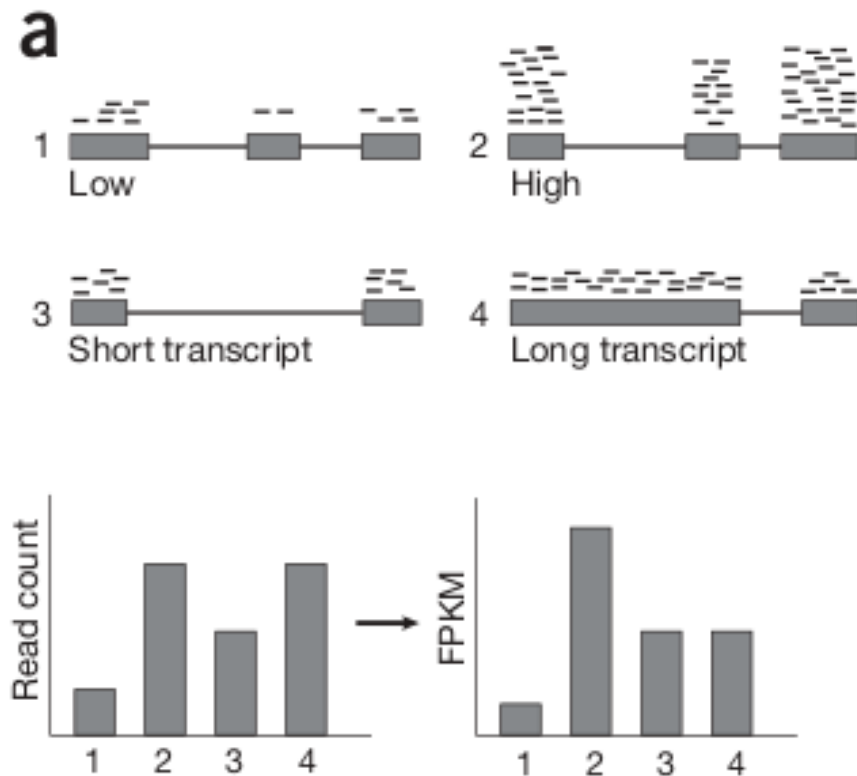 a
1
Low
2
High
3
Short transcript
4
Long transcript
Read count
1 2 3 4
FPKM
1 2 3 4